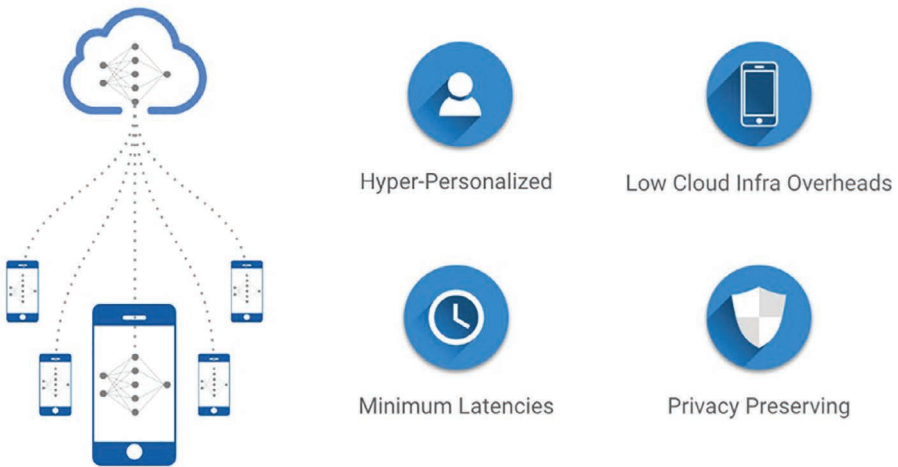 Hyper-Personalized
Low Cloud Infra Overheads
Minimum Latencies
Privacy Preserving